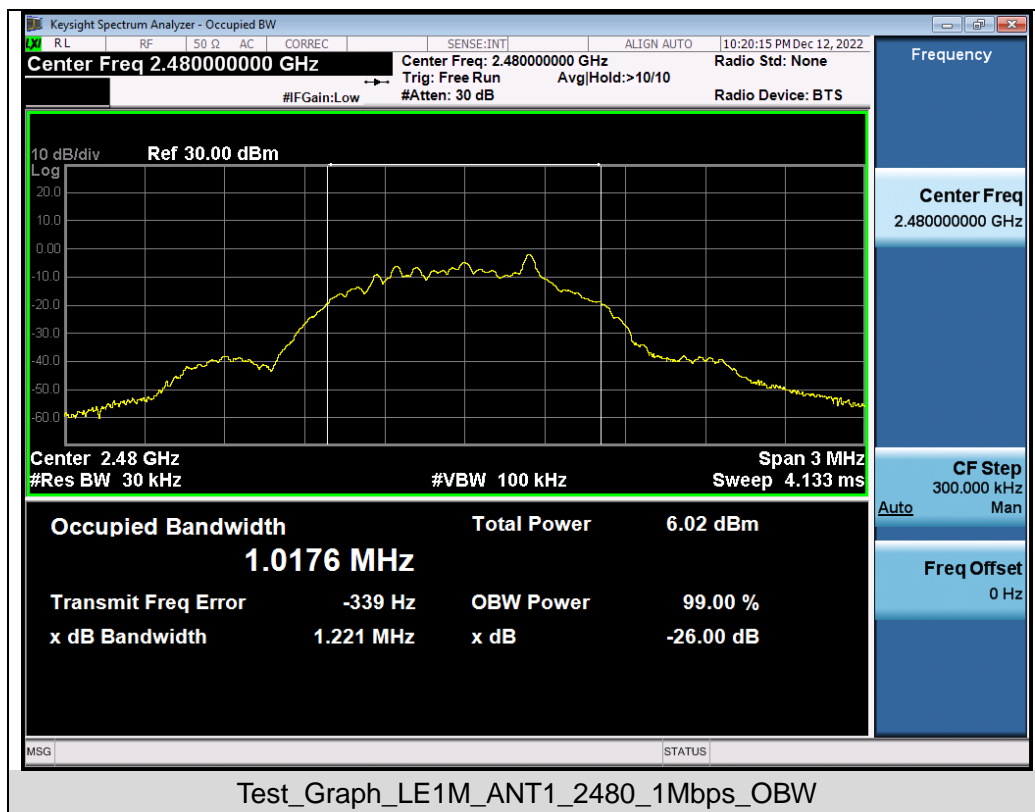 Keysight Spectrum Analyzer - Occupied BW
LXI RL RF 50 Ω AC CORREC SENSE:INT ALIGN AUTO 10:20:15 PM Dec 12, 2022
Center Freq 2.480000000 GHz
Center Freq: 2.480000000 GHz
Radio Std: None
Trig: Free Run Avg|Hold:>10/10
#IFGain:Low
#Atten: 30 dB
Radio Device: BTS
Frequency
10 dB/div Ref 30.00 dBm
Log
20.0
10.0
0.00
-10.0
-20.0
-30.0
-40.0
-50.0
-60.0
Center 2.48 GHz Span 3 MHz
#Res BW 30 kHz #VBW 100 kHz Sweep 4.133 ms
Center Freq
2.480000000 GHz
CF Step
300.000 kHz
Auto Man
Freq Offset
0 Hz
Occupied Bandwidth Total Power 6.02 dBm
1.0176 MHz
Transmit Freq Error -339 Hz OBW Power 99.00 %
x dB Bandwidth 1.221 MHz x dB -26.00 dB
MSG STATUS
Test_Graph_LE1M_ANT1_2480_1Mbps_OBW